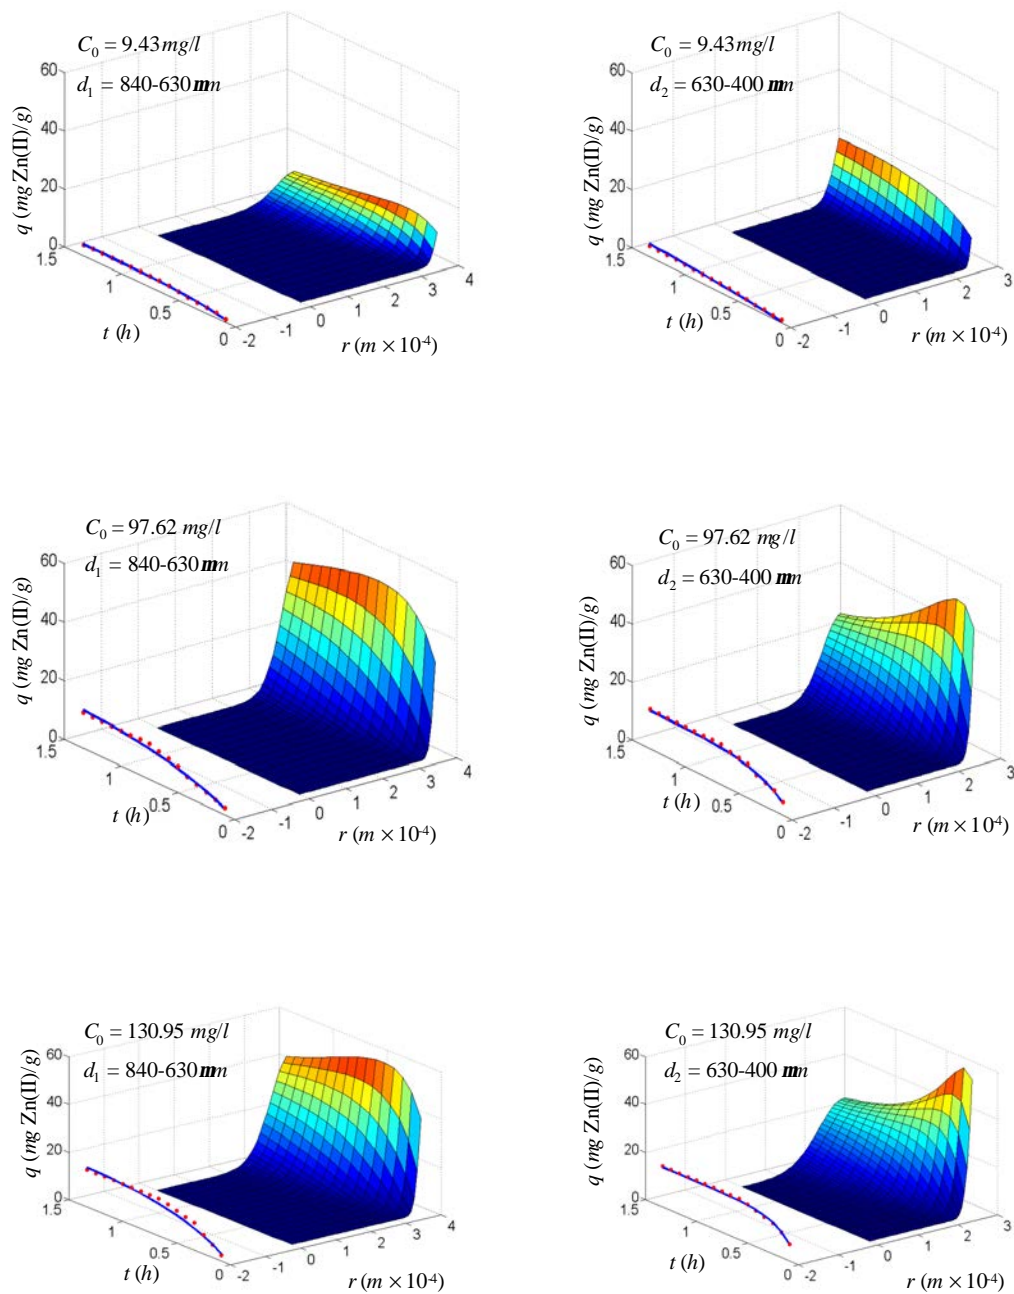 C₀ = 9.43 mg/l
d₁ = 840-630 mm
60
40
20
0
q (mg Zn(II)/g)
1.5
1
0.5
0
t (h)
-2
-1
0
1
2
3
4
r (m × 10⁻⁴)
C₀ = 9.43 mg/l
d₂ = 630-400 mm
60
40
20
0
q (mg Zn(II)/g)
1.5
1
0.5
0
t (h)
-2
-1
0
1
2
3
r (m × 10⁻⁴)
C₀ = 97.62 mg/l
d₁ = 840-630 mm
60
40
20
0
q (mg Zn(II)/g)
1.5
1
0.5
0
t (h)
-2
-1
0
1
2
3
4
r (m × 10⁻⁴)
C₀ = 97.62 mg/l
d₂ = 630-400 mm
60
40
20
0
q (mg Zn(II)/g)
1.5
1
0.5
0
t (h)
-2
-1
0
1
2
3
r (m × 10⁻⁴)
C₀ = 130.95 mg/l
d₁ = 840-630 mm
60
40
20
0
q (mg Zn(II)/g)
1.5
1
0.5
0
t (h)
-2
-1
0
1
2
3
4
r (m × 10⁻⁴)
C₀ = 130.95 mg/l
d₂ = 630-400 mm
60
40
20
0
q (mg Zn(II)/g)
1.5
1
0.5
0
t (h)
-2
-1
0
1
2
3
r (m × 10⁻⁴)